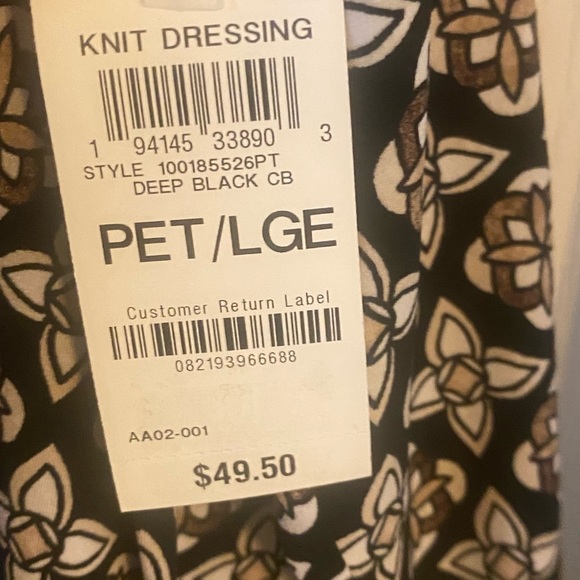 KNIT DRESSING
1 94145 33890 3
STYLE 100185526PT
DEEP BLACK CB
PET/LGE
Customer Return Label
082193966688
AA02-001
$49.50